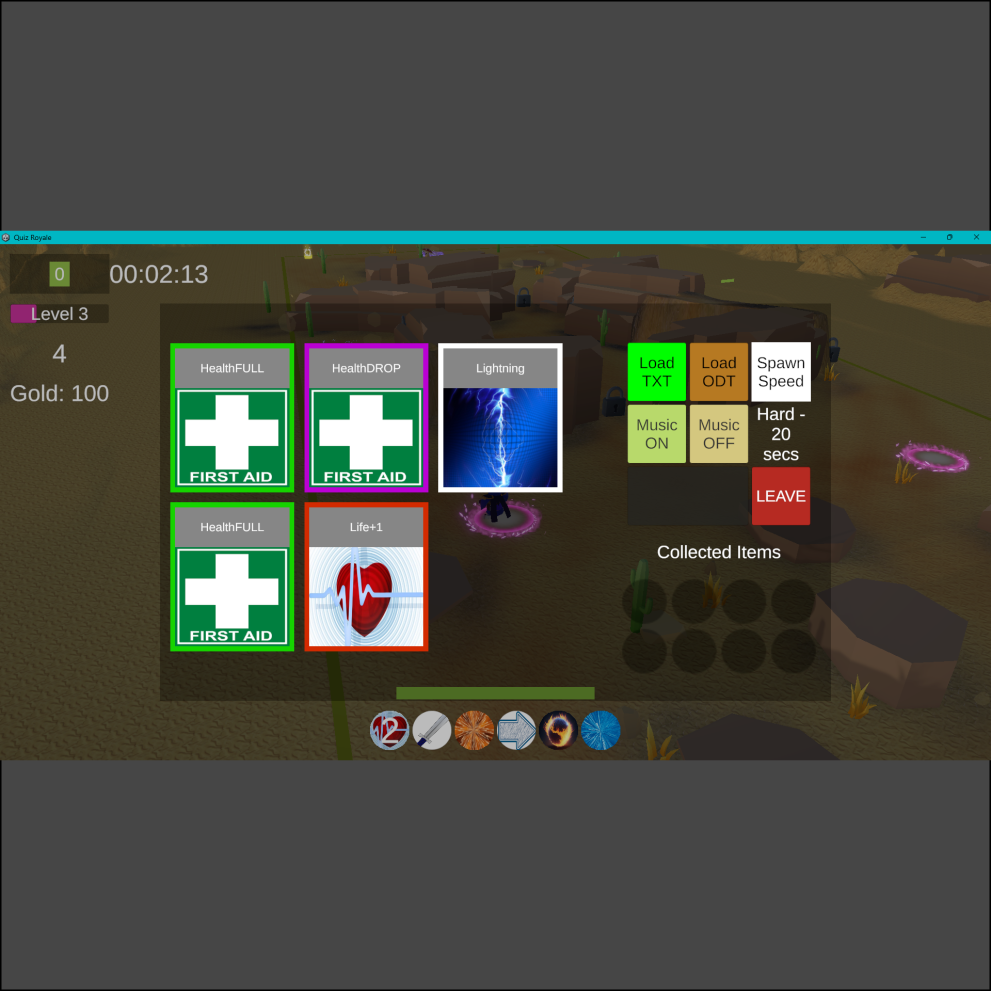 Quiz Royale
0
00:02:13
Level 3
4
Gold: 100
HealthFULL
FIRST AID
HealthDROP
FIRST AID
Lightning
HealthFULL
FIRST AID
Life+1
Load
TXT
Load
ODT
Spawn
Speed
Music
ON
Music
OFF
Hard -
20
secs
LEAVE
Collected Items
2